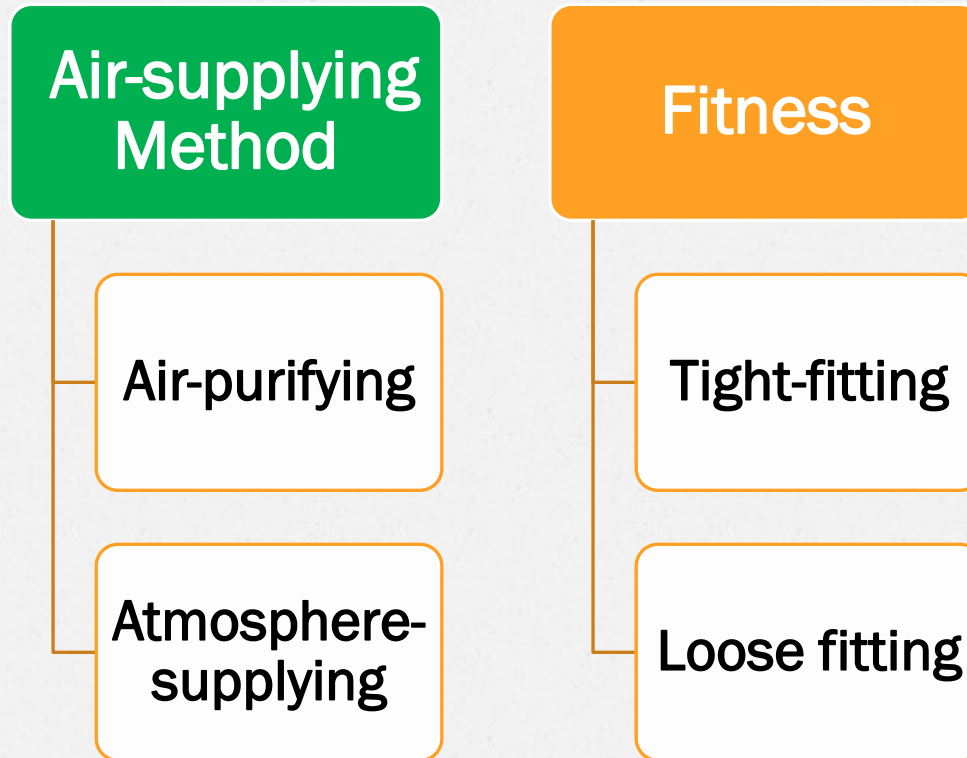 Air-supplying
Method
Air-purifying
Atmosphere-
supplying
Fitness
Tight-fitting
Loose fitting